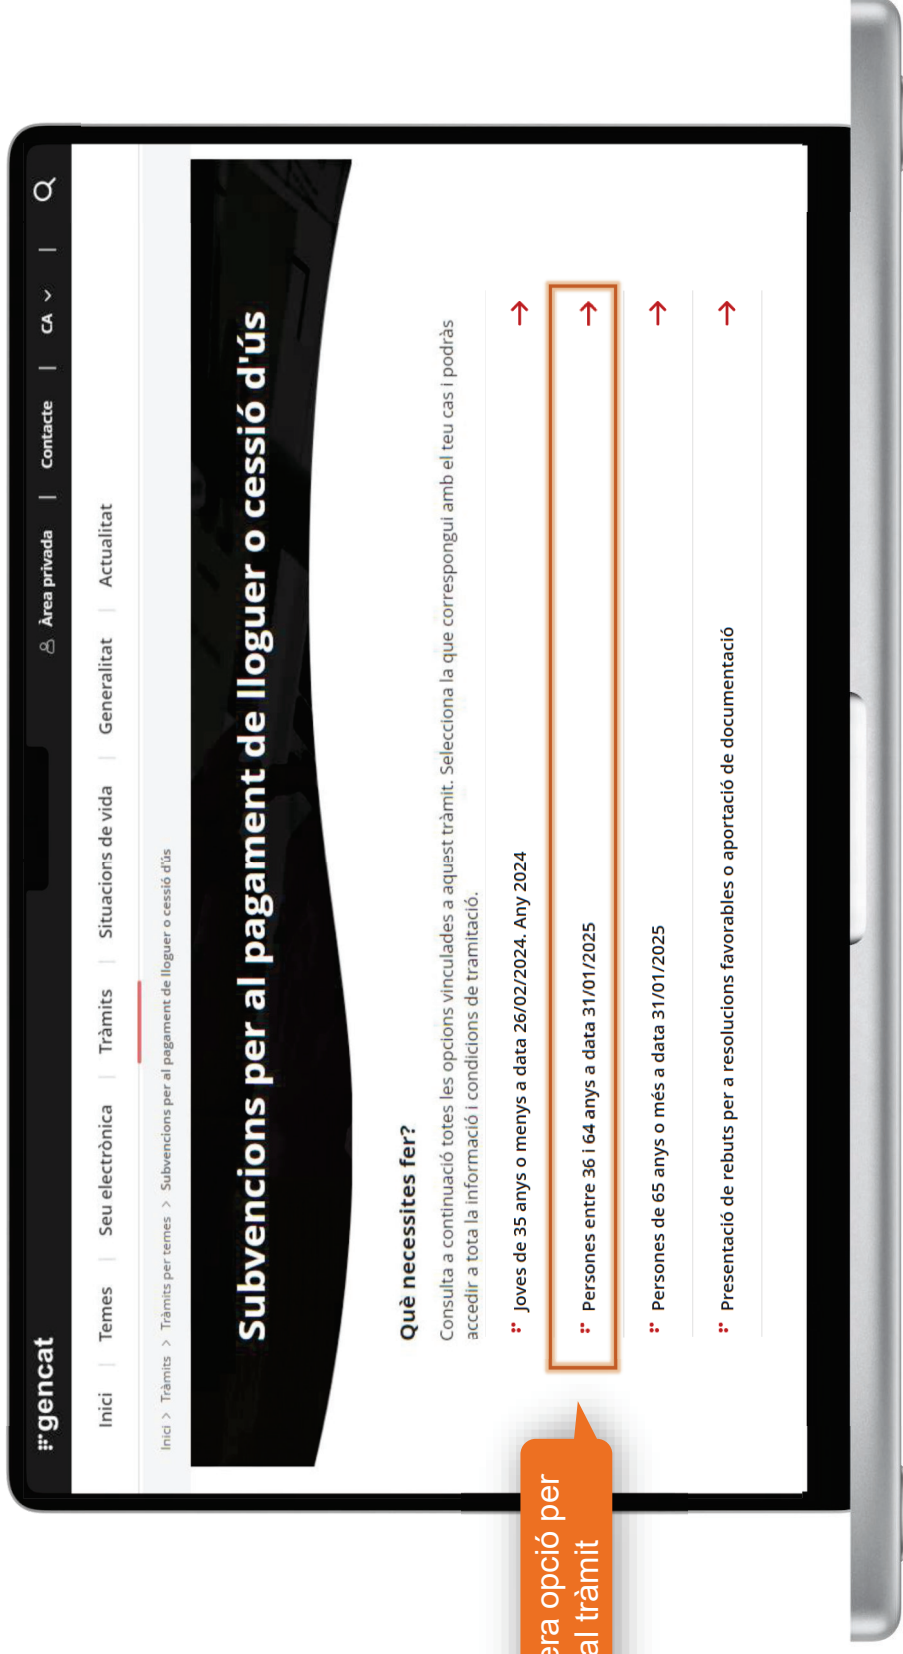 gencat
Àrea privada | Contacte | CA |
Inici | Temes | Seu electrònica | Tràmits | Situacions de vida | Generalitat | Actualitat
Inici > Tràmits > Tràmits per temes > Subvencions per al pagament de lloguer o cessió d'ús
Subvencions per al pagament de lloguer o cessió d'ús
Què necessites fer?
Consulta a continuació totes les opcions vinculades a aquest tràmit. Selecciona la que correspongui amb el teu cas i podràs
accedir a tota la informació i condicions de tramitació.
Joves de 35 anys o menys a data 26/02/2024. Any 2024
Persones entre 36 i 64 anys a data 31/01/2025
Persones de 65 anys o més a data 31/01/2025
Presentació de rebuts per a resolucions favorables o aportació de documentació
opció per
al tràmit